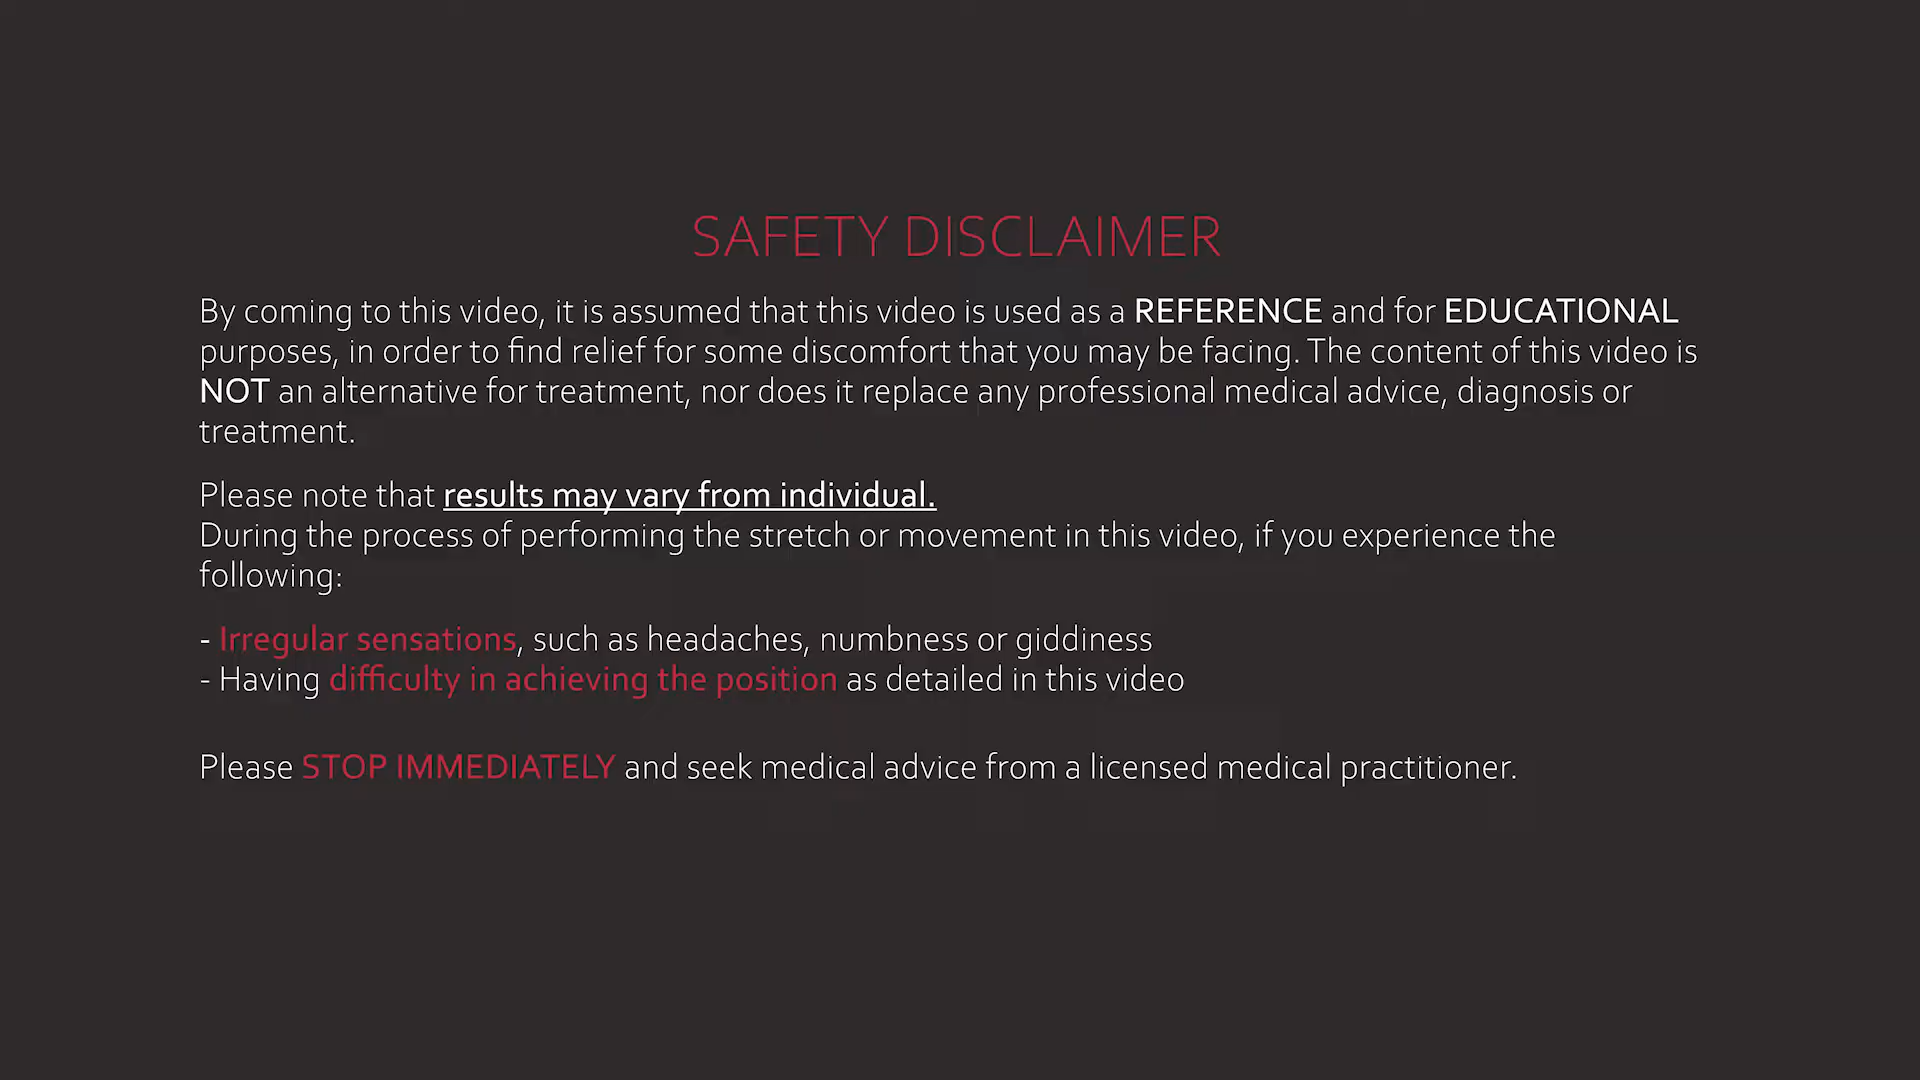 SAFETY DISCLAIMER
By coming to this video, it is assumed that this video is used as a REFERENCE and for EDUCATIONAL
purposes, in order to find relief for some discomfort that you may be facing. The content of this video is
NOT an alternative for treatment, nor does it replace any professional medical advice, diagnosis or
treatment.
Please note that results may vary from individual.
During the process of performing the stretch or movement in this video, if you experience the
following:
- Irregular sensations, such as headaches, numbness or giddiness
- Having difficulty in achieving the position as detailed in this video
Please STOP IMMEDIATELY and seek medical advice from a licensed medical practitioner.